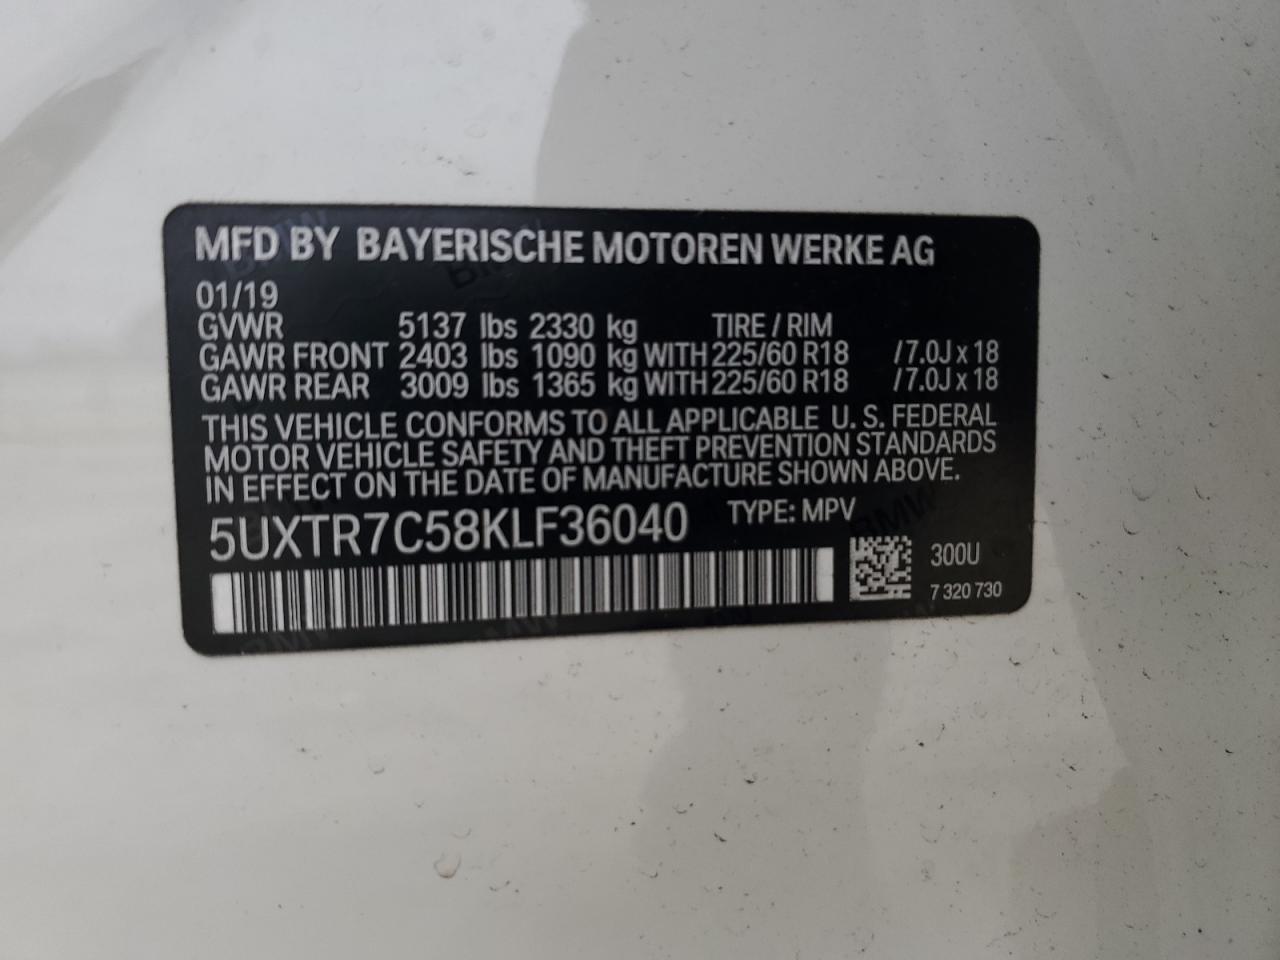 MFD BY BAYERISCHE MOTOREN WERKE AG
01/19
GVWR 5137 lbs 2330 kg TIRE / RIM
GAWR FRONT 2403 lbs 1090 kg WITH 225/60 R18 / 7.0J x 18
GAWR REAR 3009 lbs 1365 kg WITH 225/60 R18 / 7.0J x 18
THIS VEHICLE CONFORMS TO ALL APPLICABLE U. S. FEDERAL
MOTOR VEHICLE SAFETY AND THEFT PREVENTION STANDARDS
IN EFFECT ON THE DATE OF MANUFACTURE SHOWN ABOVE.
5UXTR7C58KLF36040 TYPE: MPV
300U
7 320 730